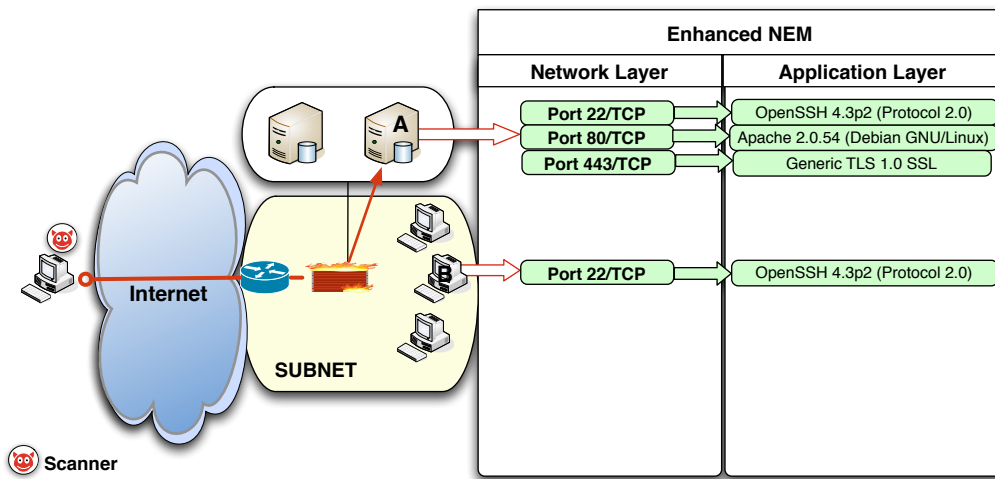 Enhanced NEM
Network Layer
Application Layer
Port 22/TCP
OpenSSH 4.3p2 (Protocol 2.0)
Port 80/TCP
Apache 2.0.54 (Debian GNU/Linux)
Port 443/TCP
Generic TLS 1.0 SSL
A
B
Port 22/TCP
OpenSSH 4.3p2 (Protocol 2.0)
Internet
SUBNET
Scanner